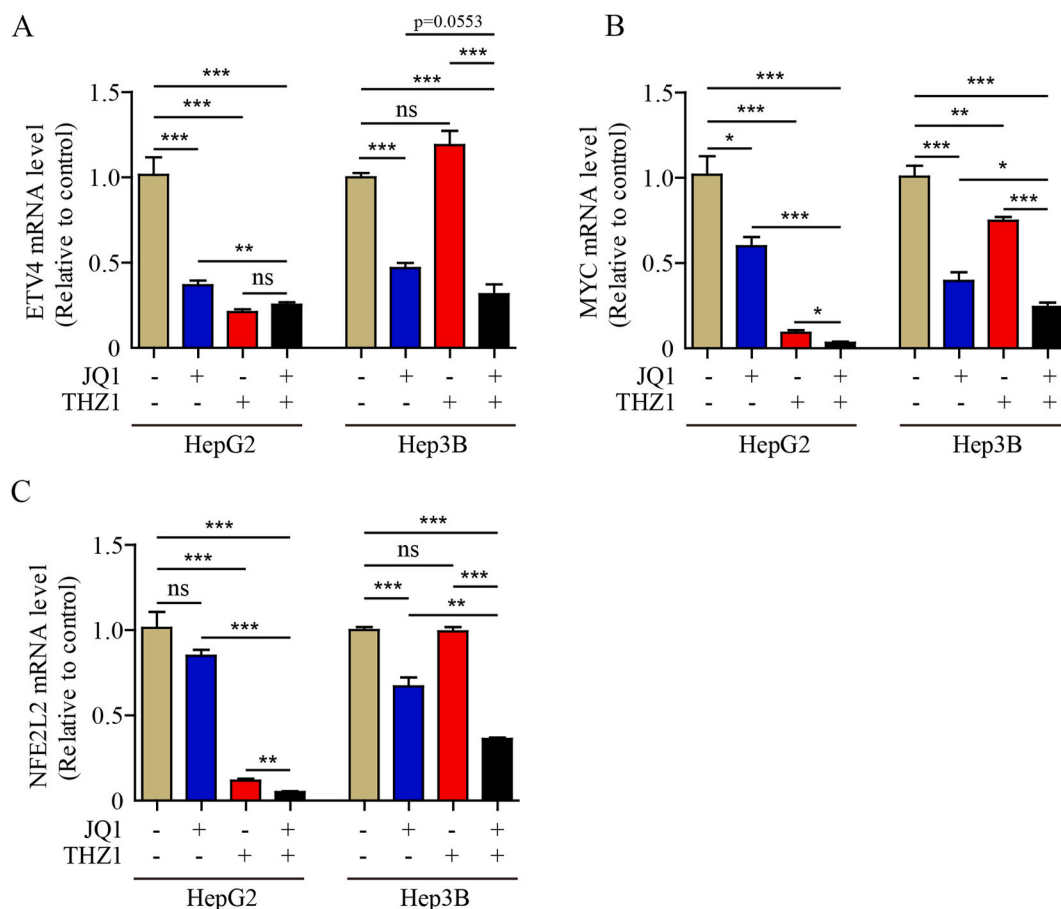 A
p=0.0553
***
***
***
***
ns
***
***
**
ns
ETV4 mRNA level
(Relative to control)
1.5
1.0
0.5
0
JQ1 - + - + - + - +
THZ1 - - + + - - + +
HepG2 Hep3B
B
***
***
***
**
*
***
*
***
***
*
MYC mRNA level
(Relative to control)
1.5
1.0
0.5
0
JQ1 - + - + - + - +
THZ1 - - + + - - + +
HepG2 Hep3B
C
***
***
***
ns
ns
***
***
***
**
**
NFE2L2 mRNA level
(Relative to control)
1.5
1.0
0.5
0
JQ1 - + - + - + - +
THZ1 - - + + - - + +
HepG2 Hep3B